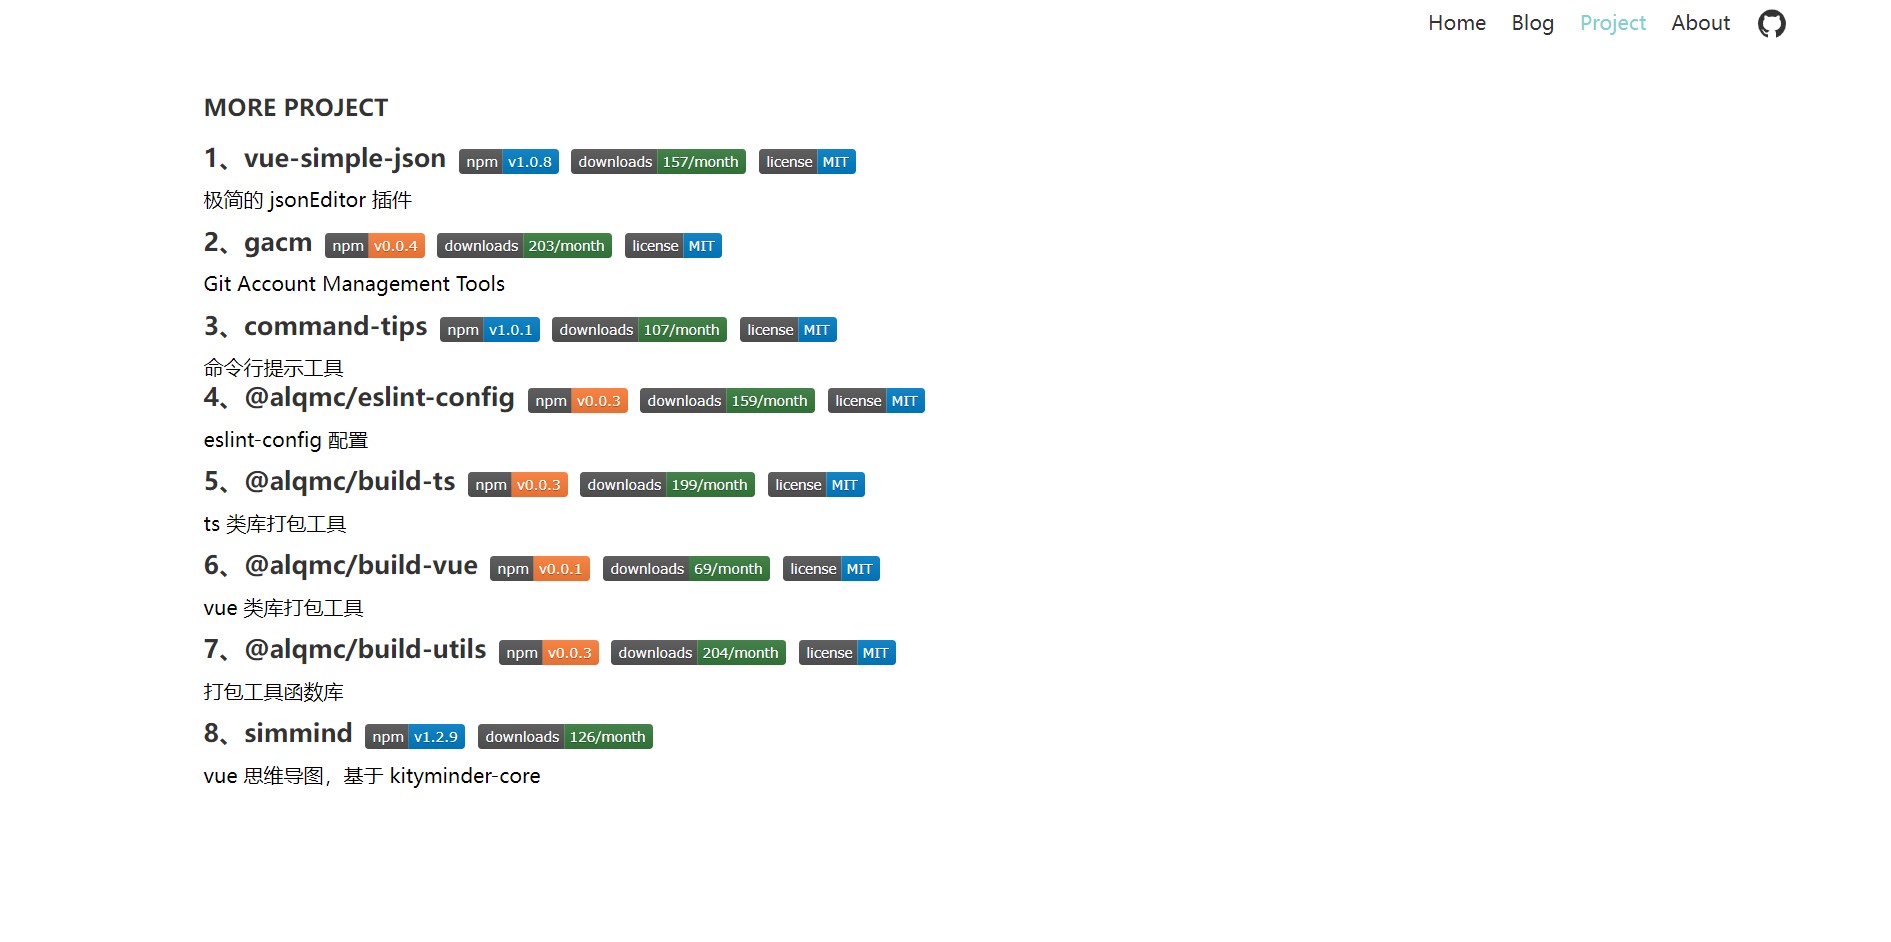 Home Blog Project About
MORE PROJECT
1、vue-simple-json npm v1.0.8 downloads 157/month license MIT
极简的 jsonEditor 插件
2、gacm npm v0.0.4 downloads 203/month license MIT
Git Account Management Tools
3、command-tips npm v1.0.1 downloads 107/month license MIT
命令行提示工具
4、@alqmc/eslint-config npm v0.0.3 downloads 159/month license MIT
eslint-config 配置
5、@alqmc/build-ts npm v0.0.3 downloads 199/month license MIT
ts 类库打包工具
6、@alqmc/build-vue npm v0.0.1 downloads 69/month license MIT
vue 类库打包工具
7、@alqmc/build-utils npm v0.0.3 downloads 204/month license MIT
打包工具函数库
8、simmind npm v1.2.9 downloads 126/month
vue 思维导图，基于 kityminder-core